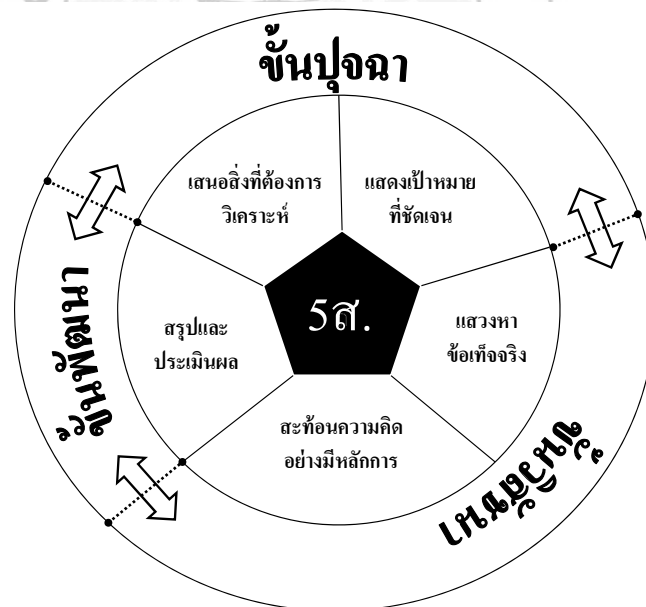 ขั้นปุจฉา
เสนอสิ่งที่ต้องการ
วิเคราะห์
แสดงเป้าหมาย
ที่ชัดเจน
5ส.
แสวงหา
ข้อเท็จจริง
สะท้อนความคิด
อย่างมีหลักการ
สรุปและ
ประเมินผล
ขั้นวิสัชนา
ขั้นพัฒนา